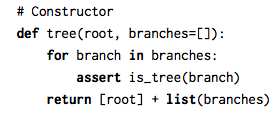 # Constructor
def tree(root, branches=[]):
    for branch in branches:
        assert is_tree(branch)
    return [root] + list(branches)